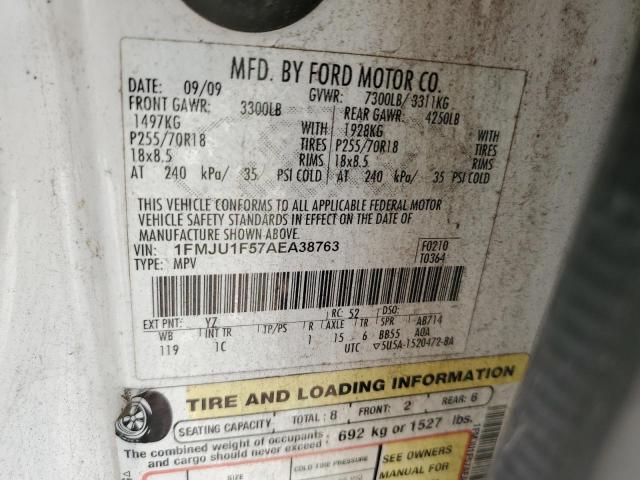 MFD. BY FORD MOTOR CO.
DATE: 09/09 GVWR: 7300LB/ 3311KG
FRONT GAWR: 3300LB REAR GAWR: 4250LB
1497KG WITH 1928KG WITH
P255/70R18 TIRES P255/70R18 TIRES
18x8.5 RIMS 18x8.5 RIMS
AT 240 kPa/ 35 PSI COLD AT 240 kPa/ 35 PSI COLD
THIS VEHICLE CONFORMS TO ALL APPLICABLE FEDERAL MOTOR
VEHICLE SAFETY STANDARDS IN EFFECT ON THE DATE OF
MANUFACTURE SHOWN ABOVE.
VIN: 1FMJU1F57AEA38763 F0210
TYPE: MPV T0364
EXT PNT: YZ RC: 52 DSO:
WB INT TR TP/PS R AXLE TR SPR AB714
119 1C 1 15 6 BB55 A0A
UTC ▽5U5A-1520472-BA
TIRE AND LOADING INFORMATION
SEATING CAPACITY TOTAL: 8 FRONT: 2 REAR: 6
The combined weight of occupants
and cargo should never exceed : 692 kg or 1527 lbs.
COLD TIRE PRESSURE
SEE OWNERS
MANUAL FOR